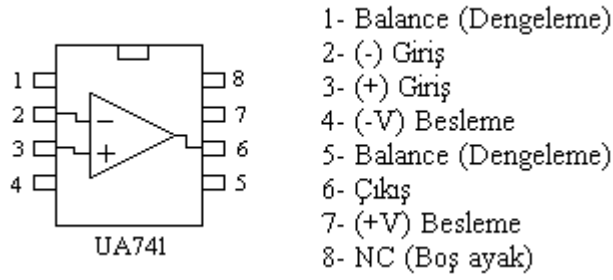 1- Balance (Dengeleme)
2- (-) Giriş
3- (+) Giriş
4- (-V) Besleme
5- Balance (Dengeleme)
6- Çıkış
7- (+V) Besleme
8- NC (Boş ayak)
1
2
3
4
8
7
6
5
−
+
UA741